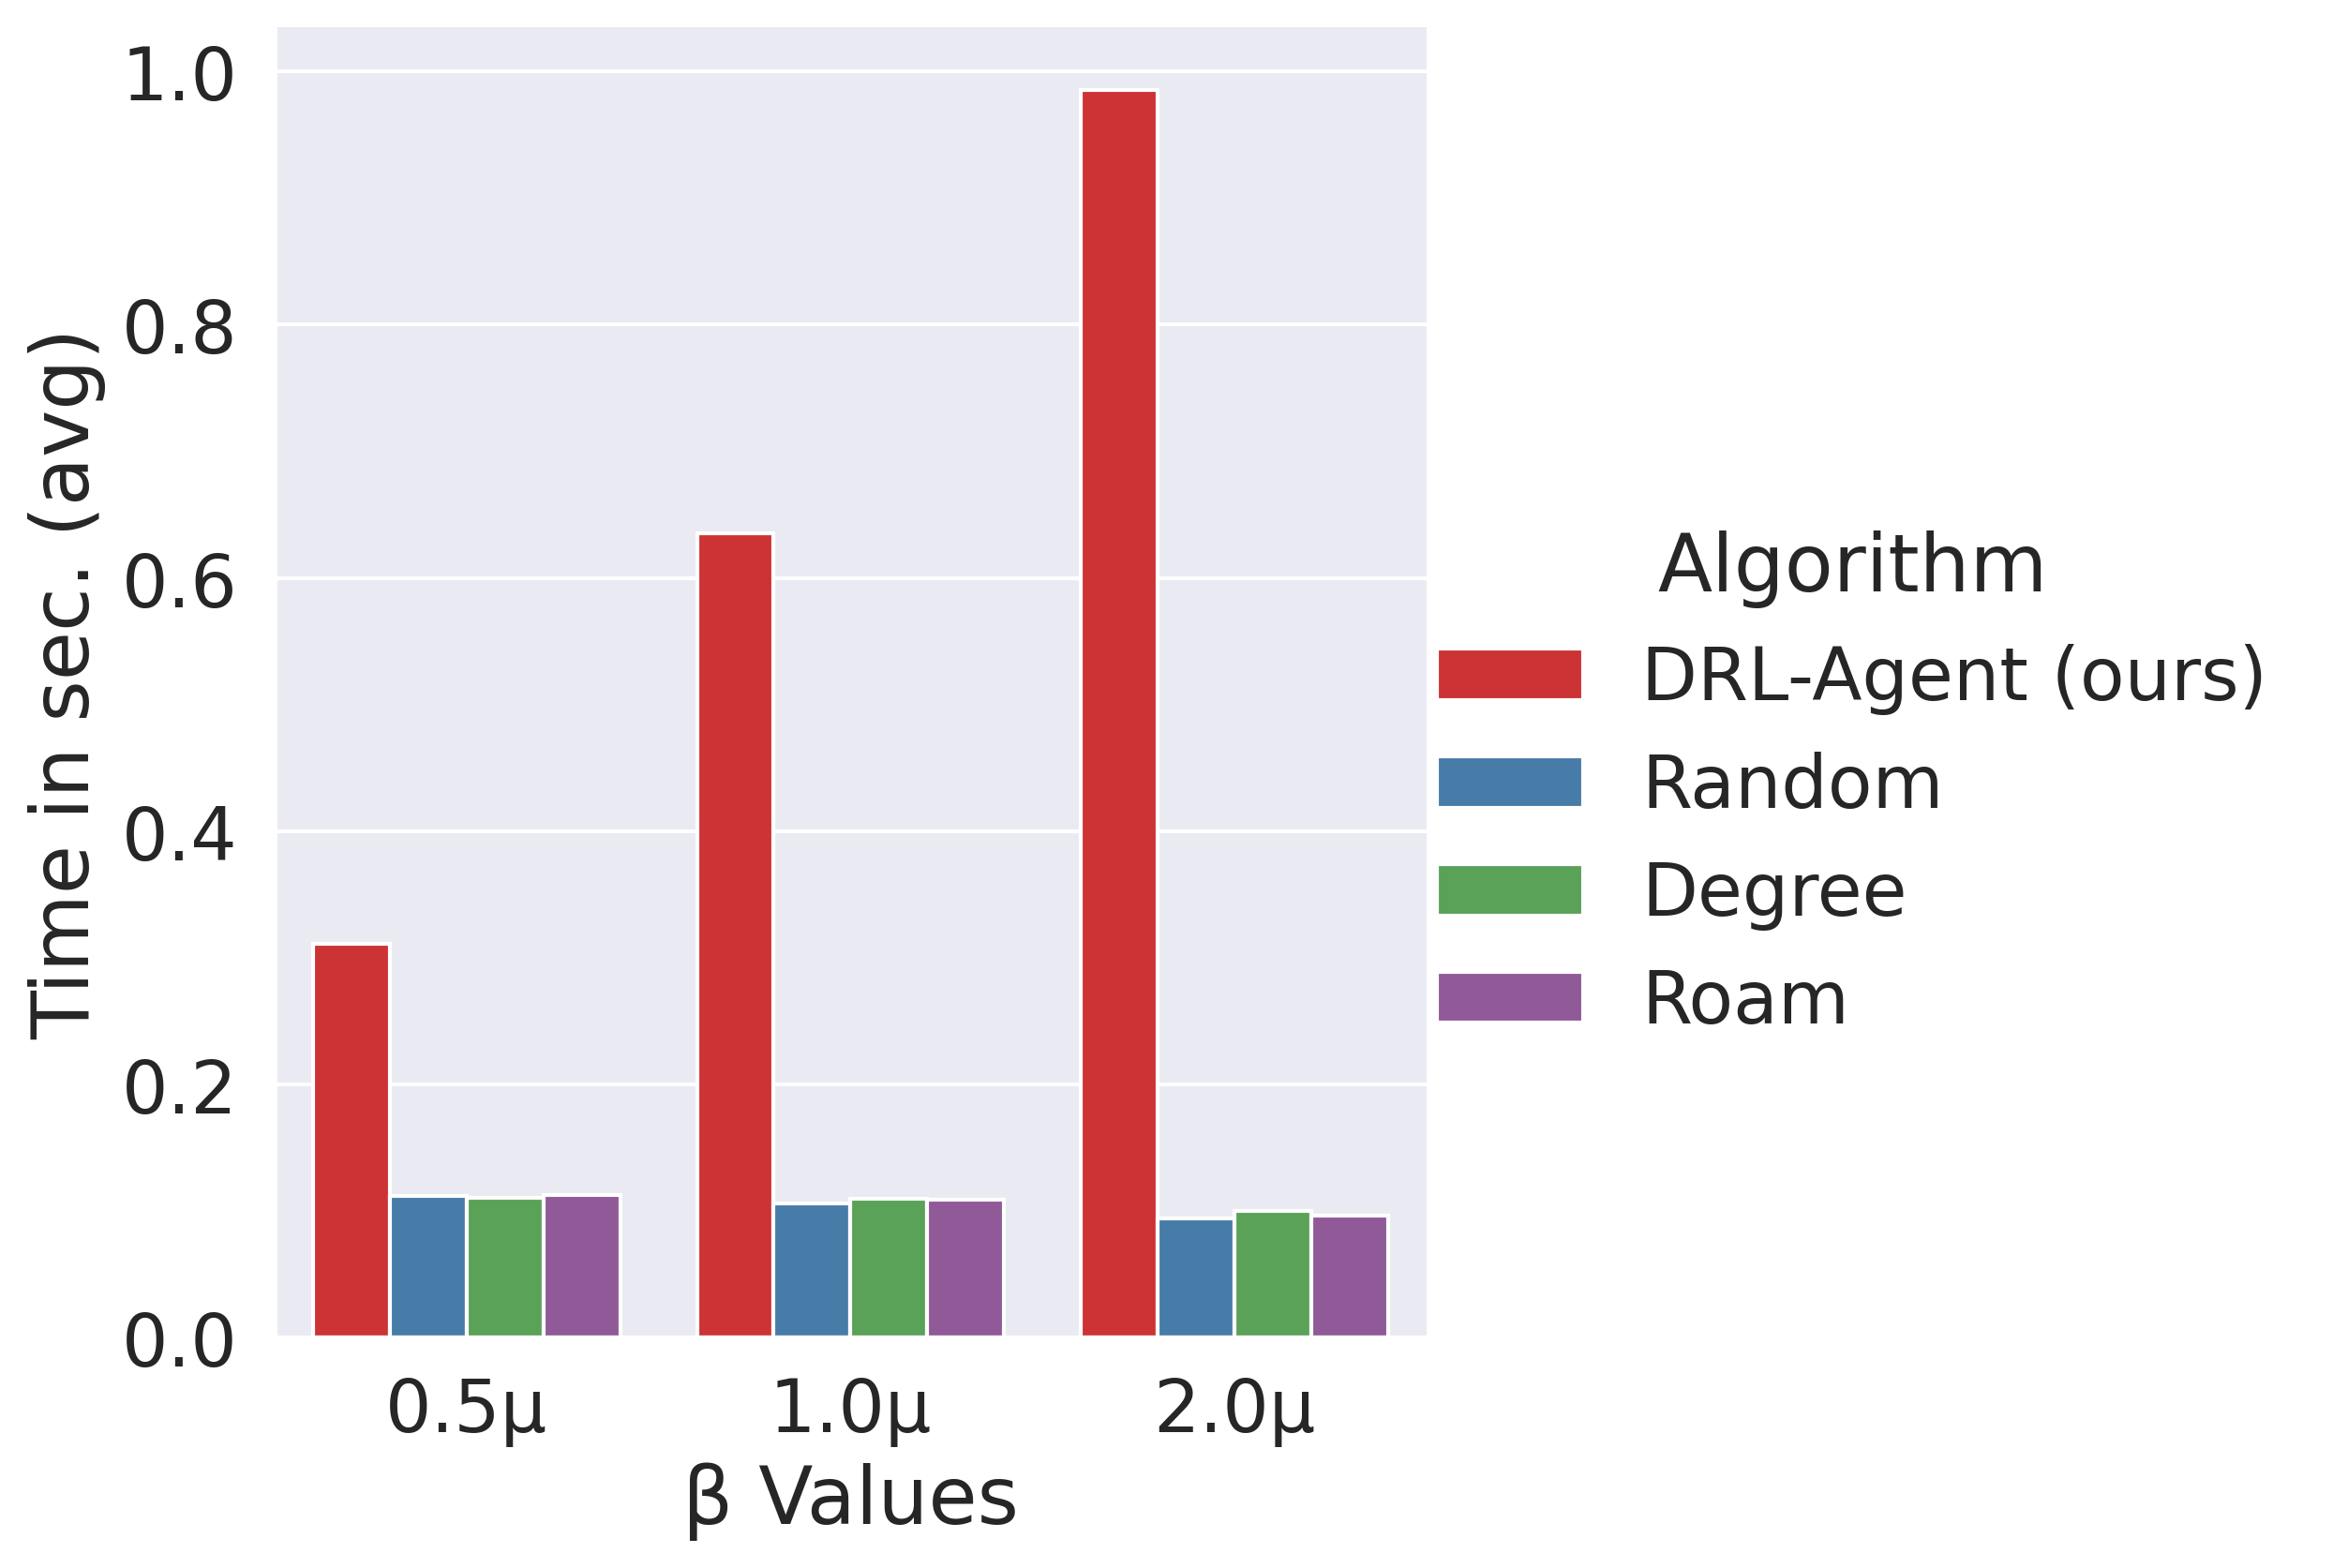 Time in sec. (avg)
1.0
0.8
0.6
0.4
0.2
0.0
0.5µ 1.0µ 2.0µ
β Values
Algorithm
DRL-Agent (ours)
Random
Degree
Roam